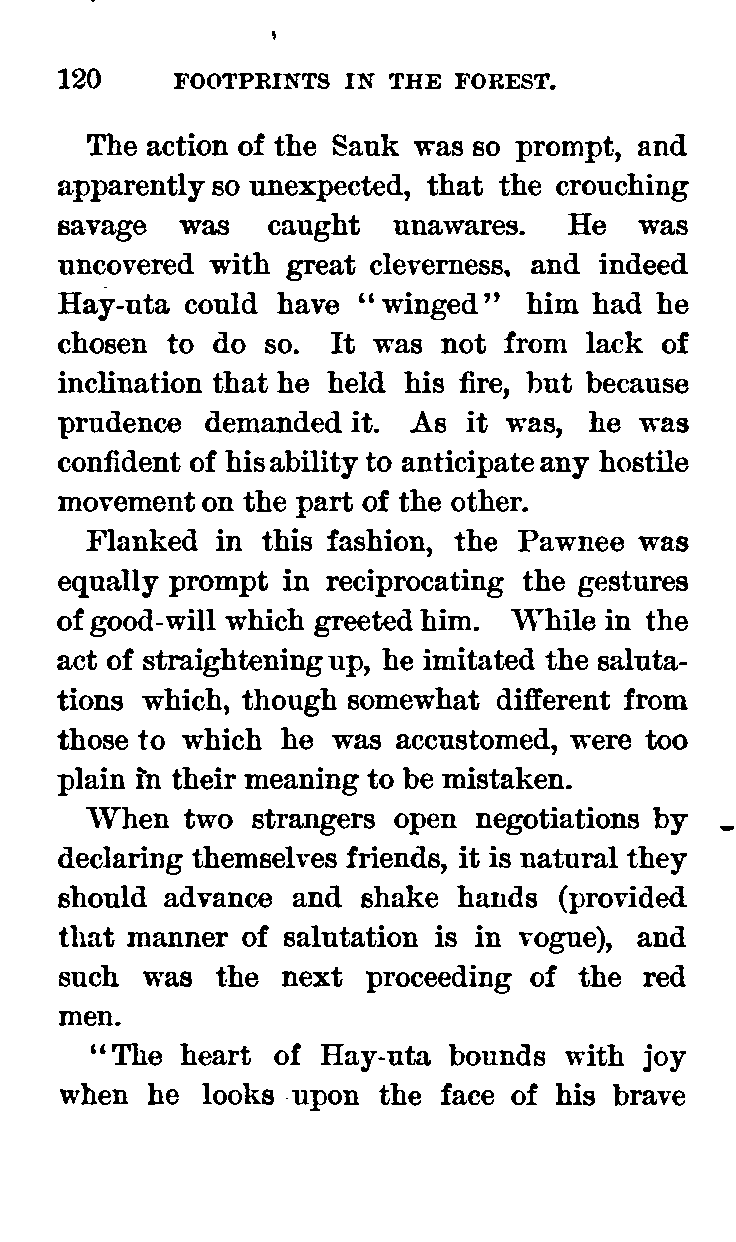 120 FOOTPRINTS IN THE FOREST.
The action of the Sauk was so prompt, and
apparently so unexpected, that the crouching
savage was caught unawares. He was
uncovered with great cleverness, and indeed
Hay-uta could have "winged" him had he
chosen to do so. It was not from lack of
inclination that he held his fire, but because
prudence demanded it. As it was, he was
confident of his ability to anticipate any hostile
movement on the part of the other.
Flanked in this fashion, the Pawnee was
equally prompt in reciprocating the gestures
of good-will which greeted him. While in the
act of straightening up, he imitated the saluta-
tions which, though somewhat different from
those to which he was accustomed, were too
plain in their meaning to be mistaken.
When two strangers open negotiations by
declaring themselves friends, it is natural they
should advance and shake hands (provided
that manner of salutation is in vogue), and
such was the next proceeding of the red
men.
"The heart of Hay-uta bounds with joy
when he looks upon the face of his brave